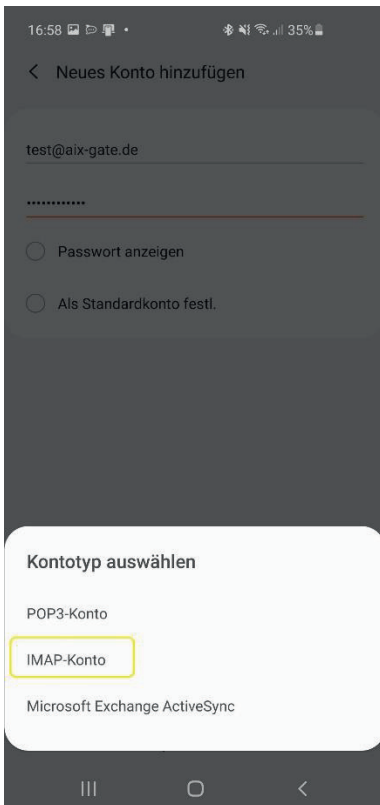 16:58 35%
Neues Konto hinzufügen
test@aix-gate.de
••••••••••••
Passwort anzeigen
Als Standardkonto festl.
Kontotyp auswählen
POP3-Konto
IMAP-Konto
Microsoft Exchange ActiveSync